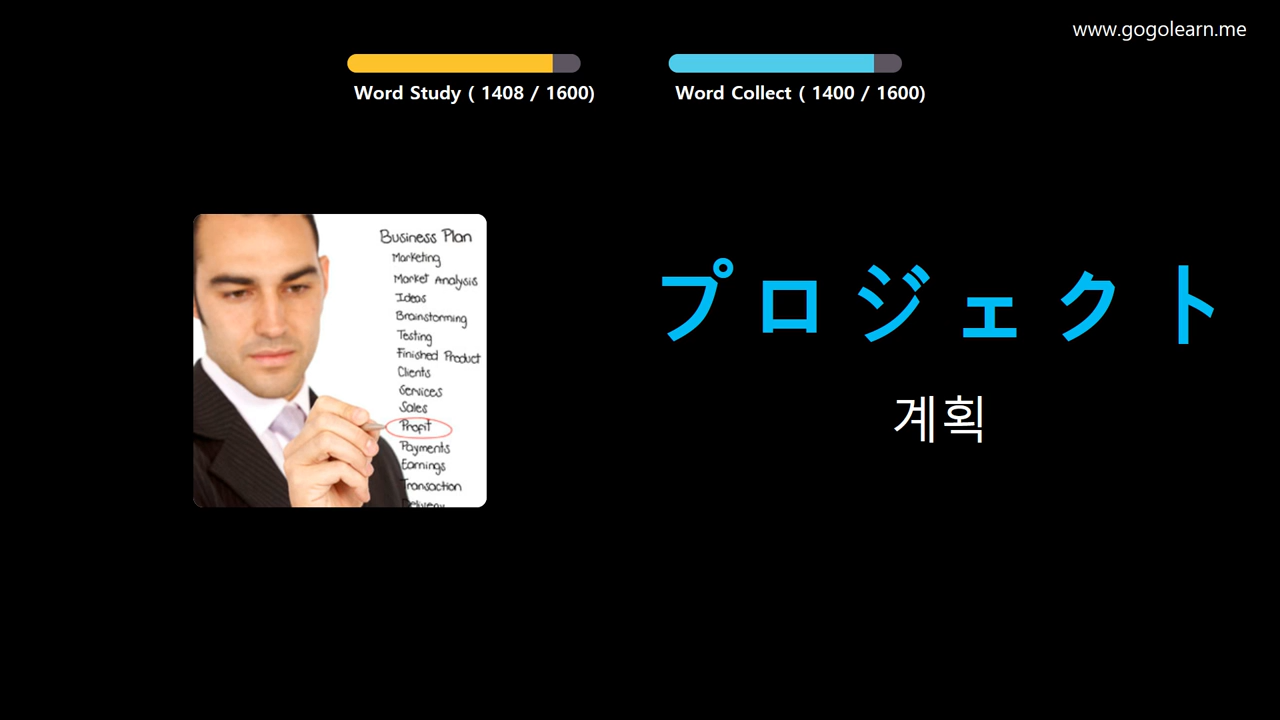 www.gogolearn.me
Word Study ( 1408 / 1600)
Word Collect ( 1400 / 1600)
Business Plan
Marketing
Market Analysis
Ideas
Brainstorming
Testing
Finished Product
Clients
Services
Sales
Profit
Payments
Earnings
Transaction
Delivery
プロジェクト
계획